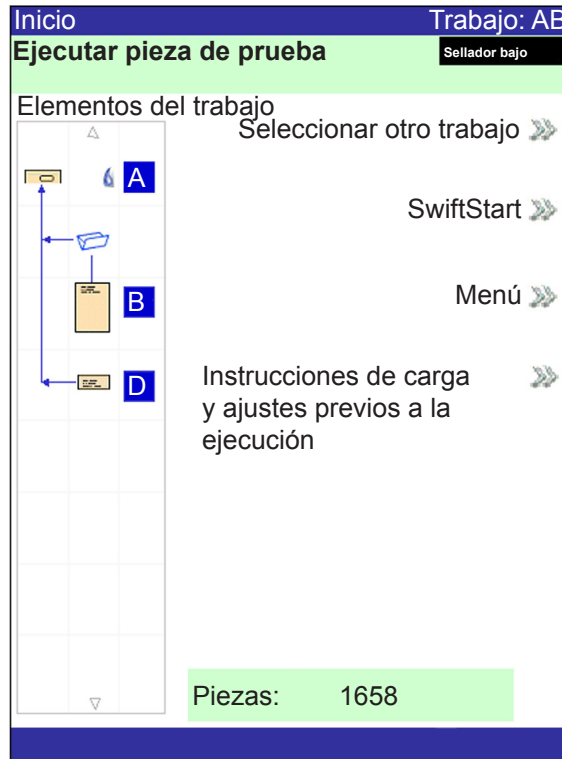 Inicio
Trabajo: AB
Ejecutar pieza de prueba
Sellador bajo
Elementos del trabajo
Seleccionar otro trabajo
A
SwiftStart
B
Menú
D
Instrucciones de carga
y ajustes previos a la
ejecución
Piezas: 1658